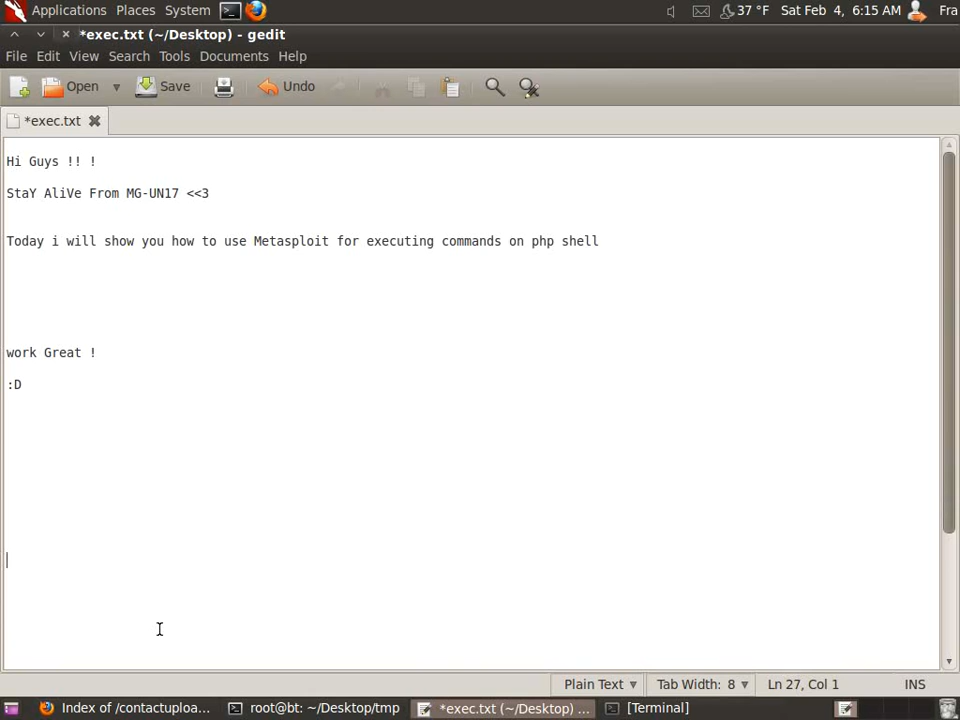 Applications Places System 37 °F Sat Feb 4, 6:15 AM Fra
*exec.txt (~/Desktop) - gedit
File Edit View Search Tools Documents Help
Open Save Undo
*exec.txt
Hi Guys !! !
StaY AliVe From MG-UN17 <<3
Today i will show you how to use Metasploit for executing commands on php shell
work Great !
:D
Plain Text Tab Width: 8 Ln 27, Col 1 INS
Index of /contactuploa... root@bt: ~/Desktop/tmp *exec.txt (~/Desktop) ... [Terminal]